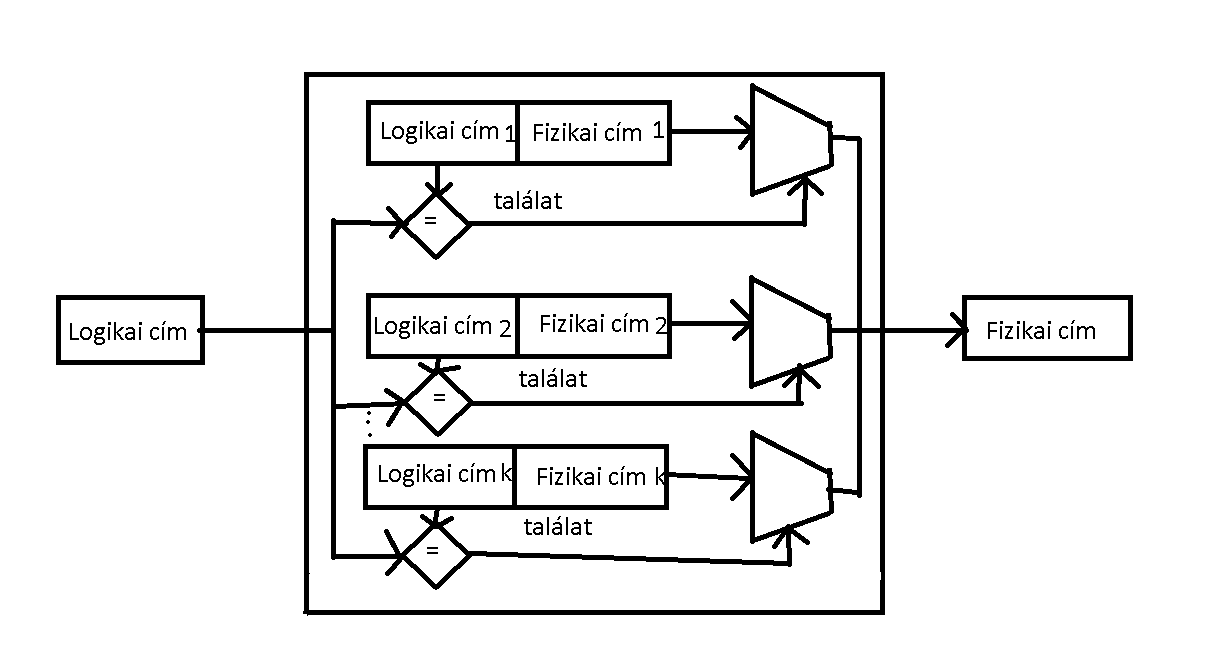 Logikai cím 1
Fizikai cím 1
=
találat
Logikai cím
Logikai cím 2
Fizikai cím 2
Fizikai cím
=
találat
Logikai cím k
Fizikai cím k
=
találat